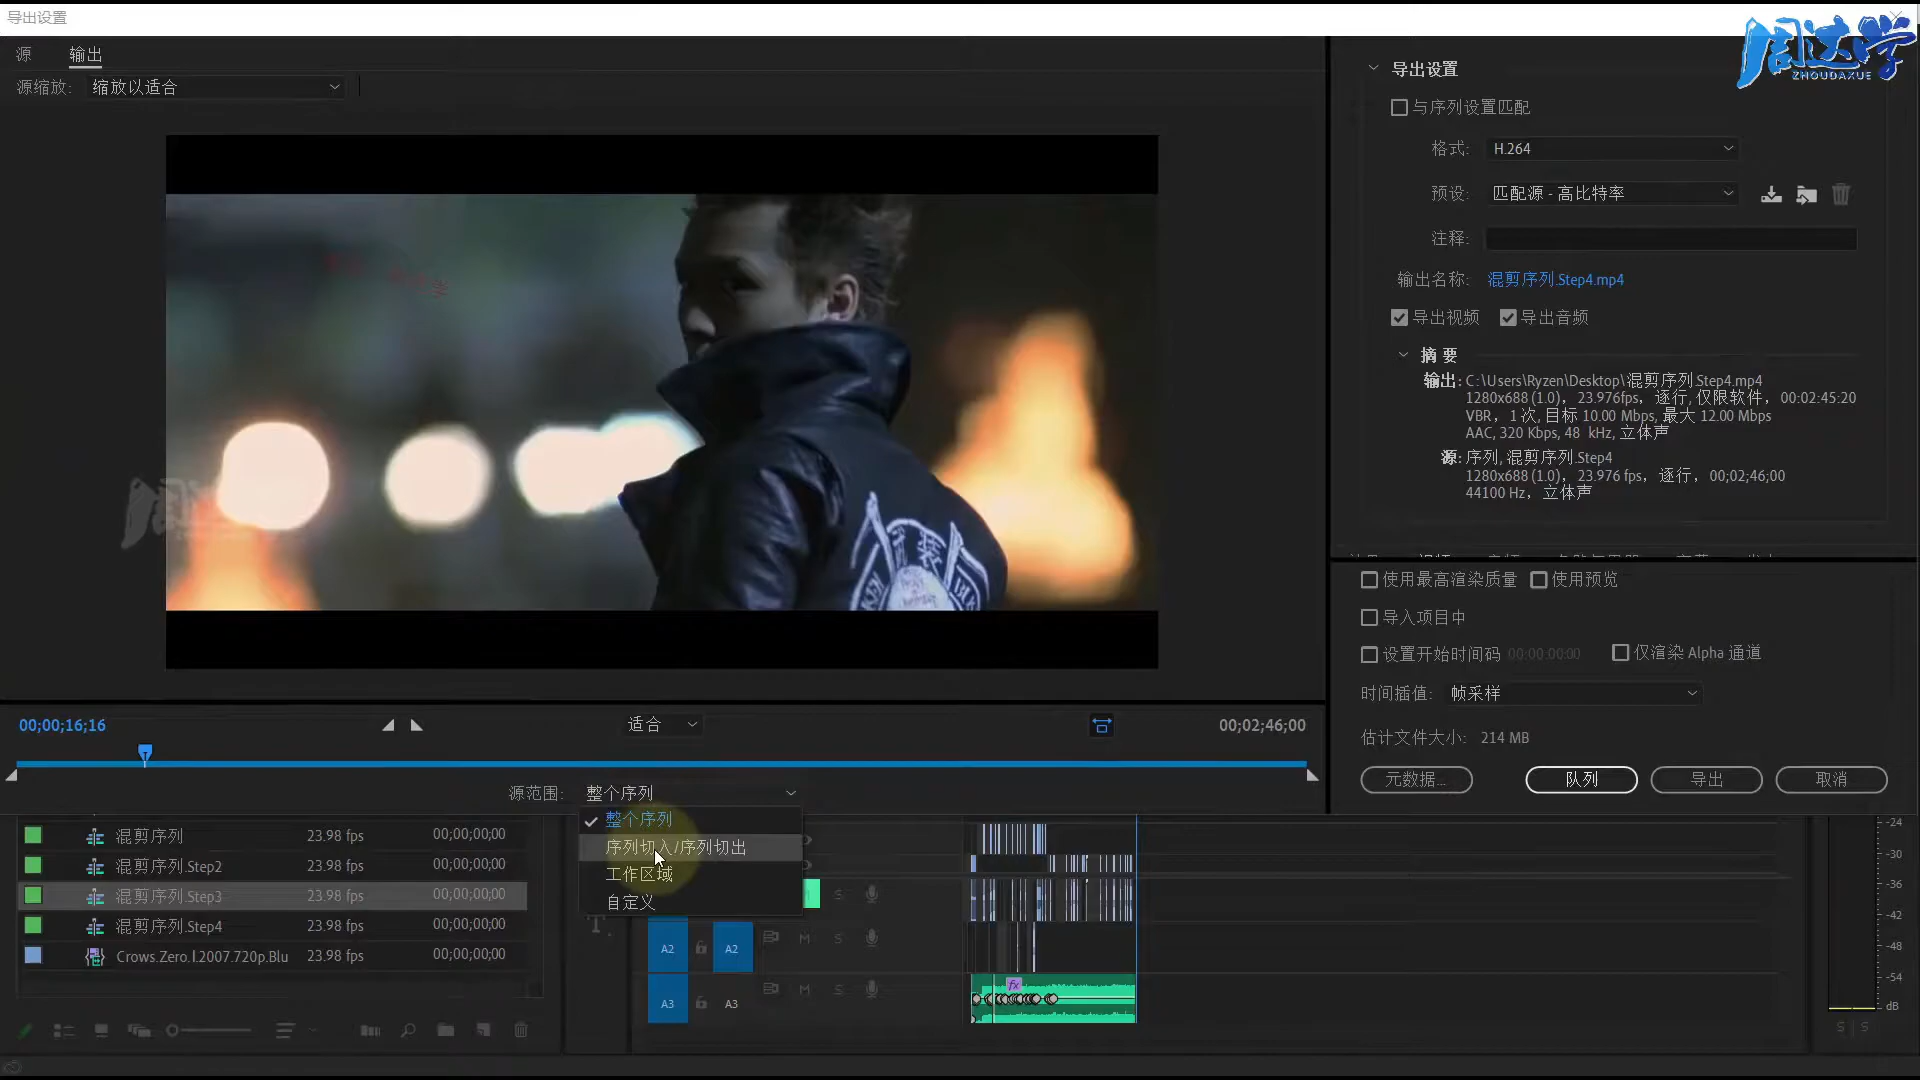 导出设置
周达学
ZHOUDAXUE
源
输出
源缩放: 缩放以适合
导出设置
与序列设置匹配
格式: H.264
预设: 匹配源 - 高比特率
注释:
输出名称: 混剪序列.Step4.mp4
导出视频 导出音频
摘要
输出: C:\Users\Ryzen\Desktop\混剪序列.Step4.mp4
1280x688 (1.0), 23.976fps, 逐行, 仅限软件, 00:02:45:20
VBR, 1 次, 目标 10.00 Mbps, 最大 12.00 Mbps
AAC, 320 Kbps, 48 kHz, 立体声
源: 序列, 混剪序列.Step4
1280x688 (1.0), 23.976 fps, 逐行, 00;02;46;00
44100 Hz, 立体声
使用最高渲染质量 使用预览
导入项目中
设置开始时间码 00:00:00:00 仅渲染 Alpha 通道
时间插值: 帧采样
估计文件大小: 214 MB
元数据... 队列 导出 取消
00;00;16;16
适合
00;02;46;00
源范围: 整个序列
整个序列
序列切入/序列切出
工作区域
自定义
混剪序列 23.98 fps 00;00;00;00
混剪序列.Step2 23.98 fps 00;00;00;00
混剪序列.Step3 23.98 fps 00;00;00;00
混剪序列.Step4 23.98 fps 00;00;00;00
Crows.Zero.I.2007.720p.Blu 23.98 fps 00;00;00;00
S
A2 A2 M S
A3 A3 M S
fx
-24
-30
-36
-42
-48
-54
dB
S S